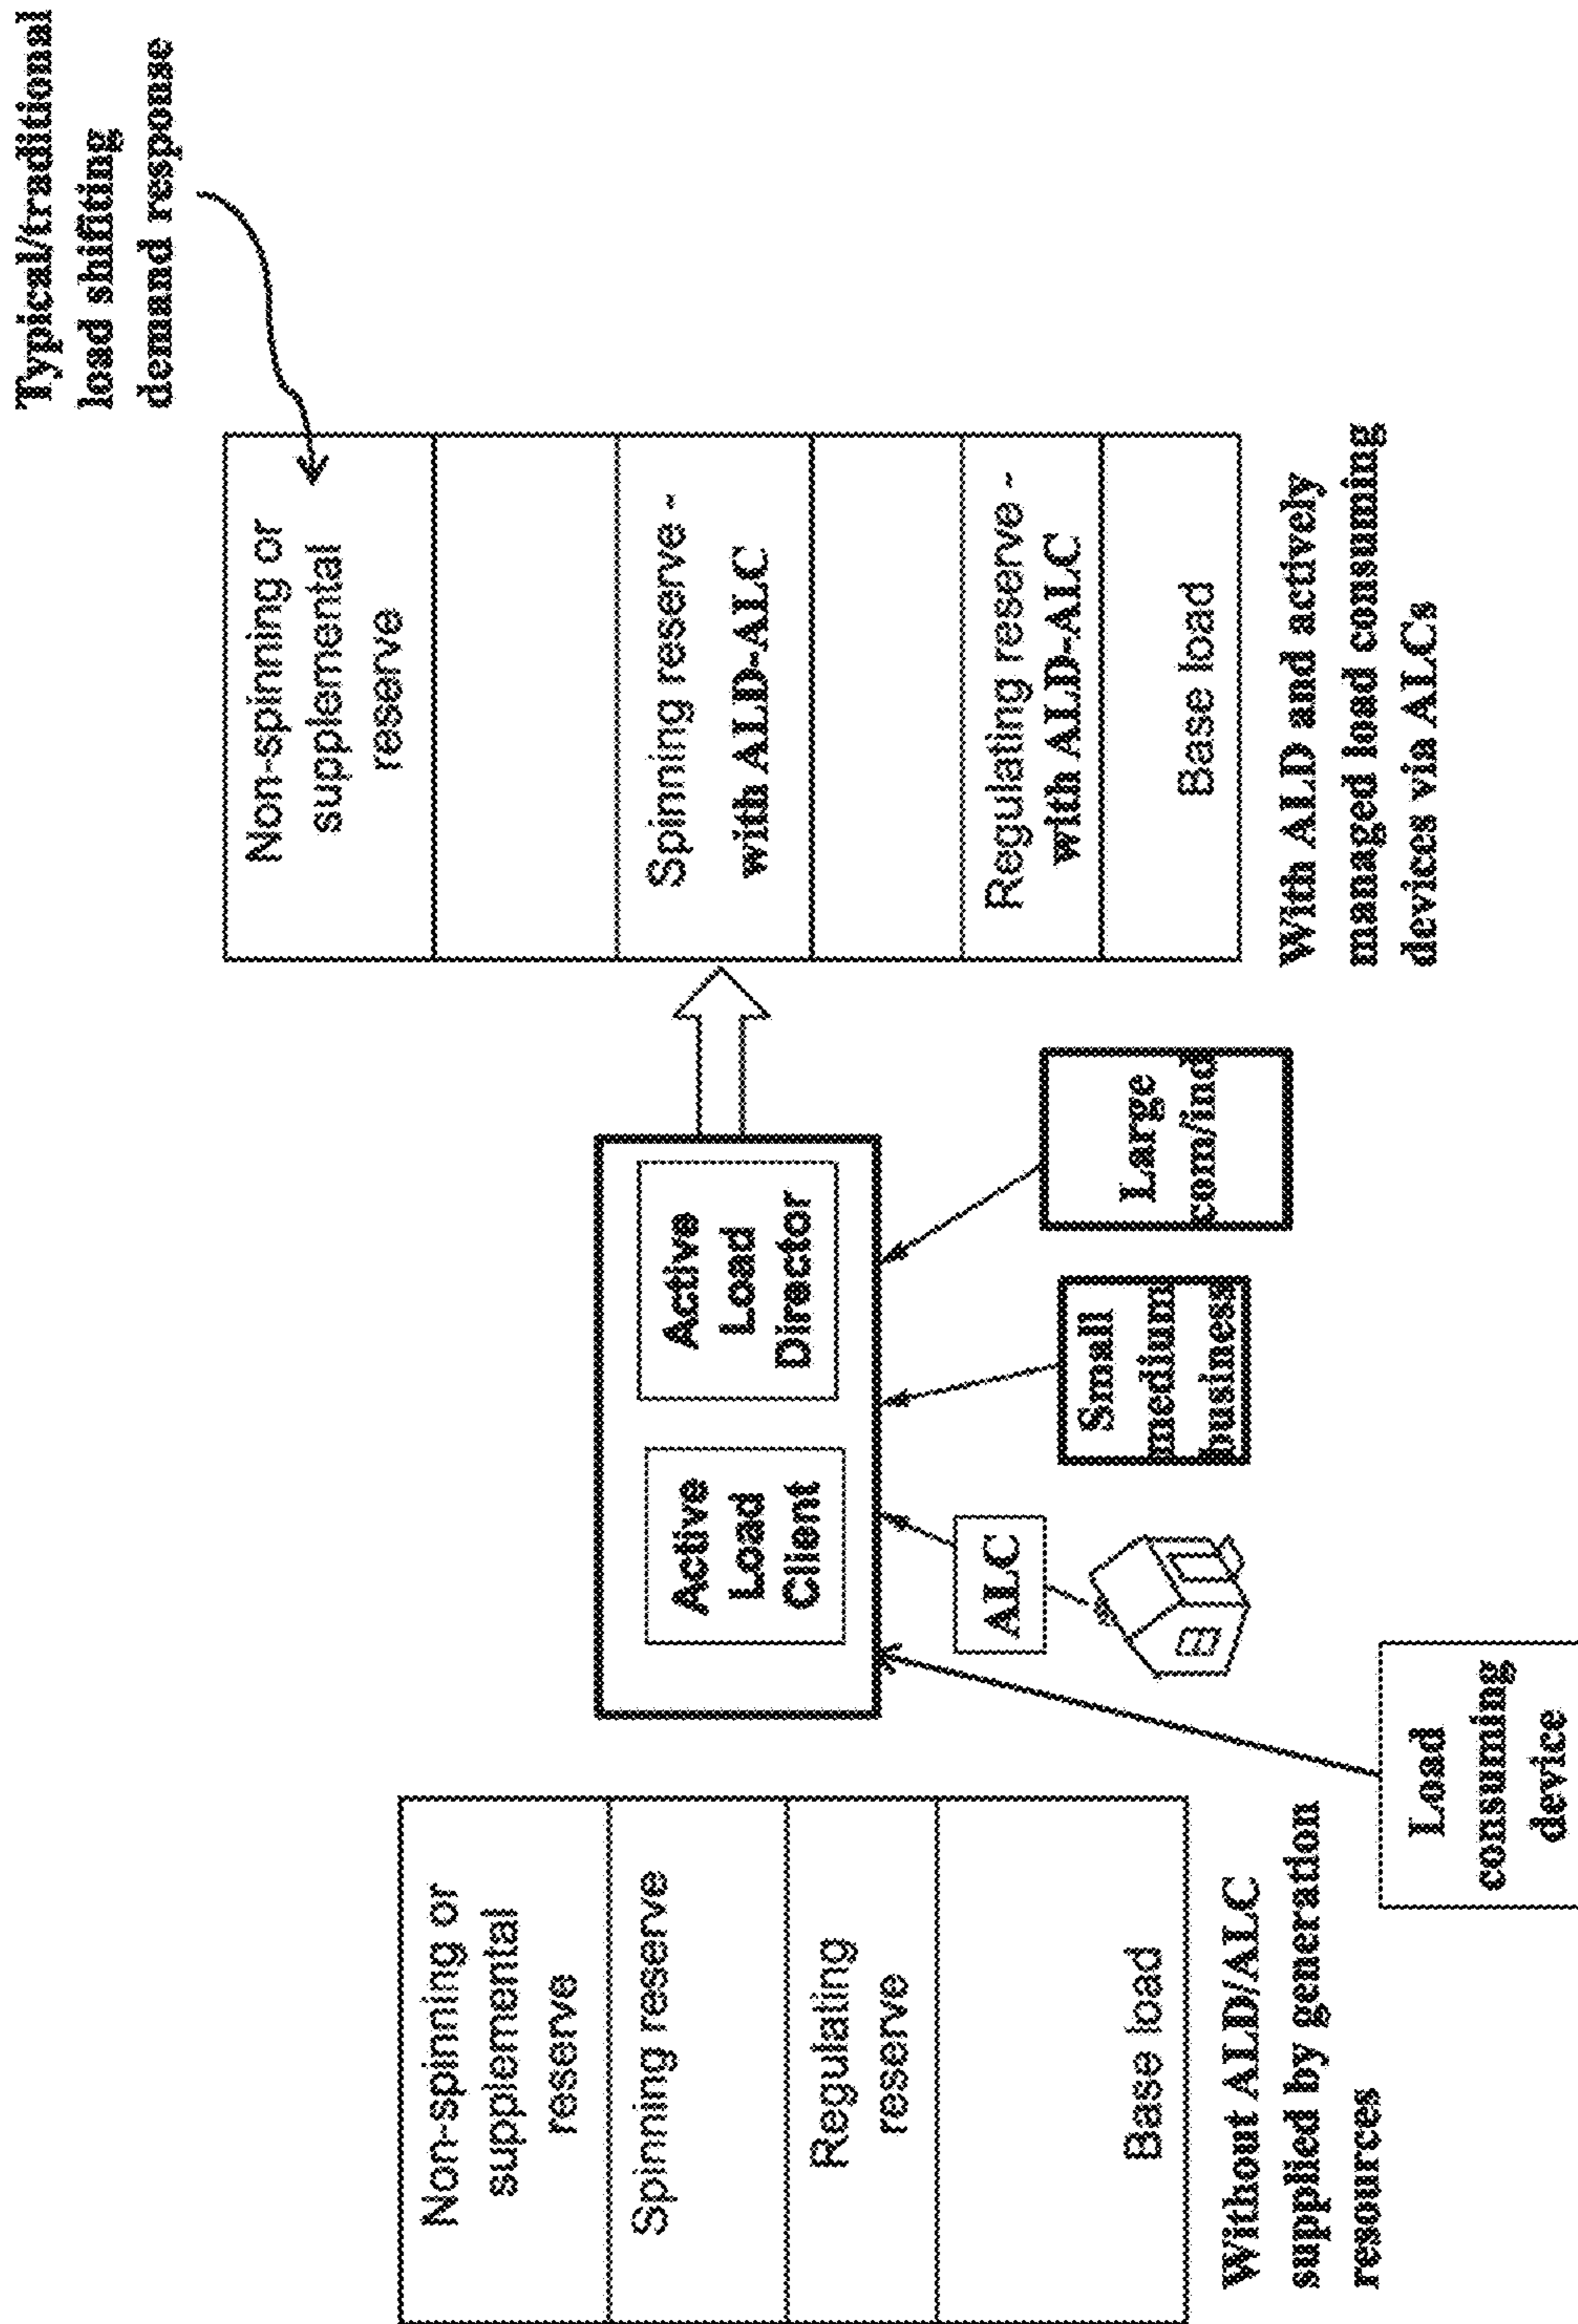 Typical/traditional
load shifting
demand response
Non-spinning or
supplemental
reserve
Spinning reserve
Regulating
reserve
Base load
Without ALD/ALC
supplied by generation
resources
Active
Load
Client
Active
Load
Director
ALC
Small
medium
business
Large
com/ind
Load
consuming
device
Non-spinning or
supplemental
reserve
Spinning reserve -
with ALD-ALC
Regulating reserve -
with ALD-ALC
Base load
With ALD and actively
managed load consuming
devices via ALCs